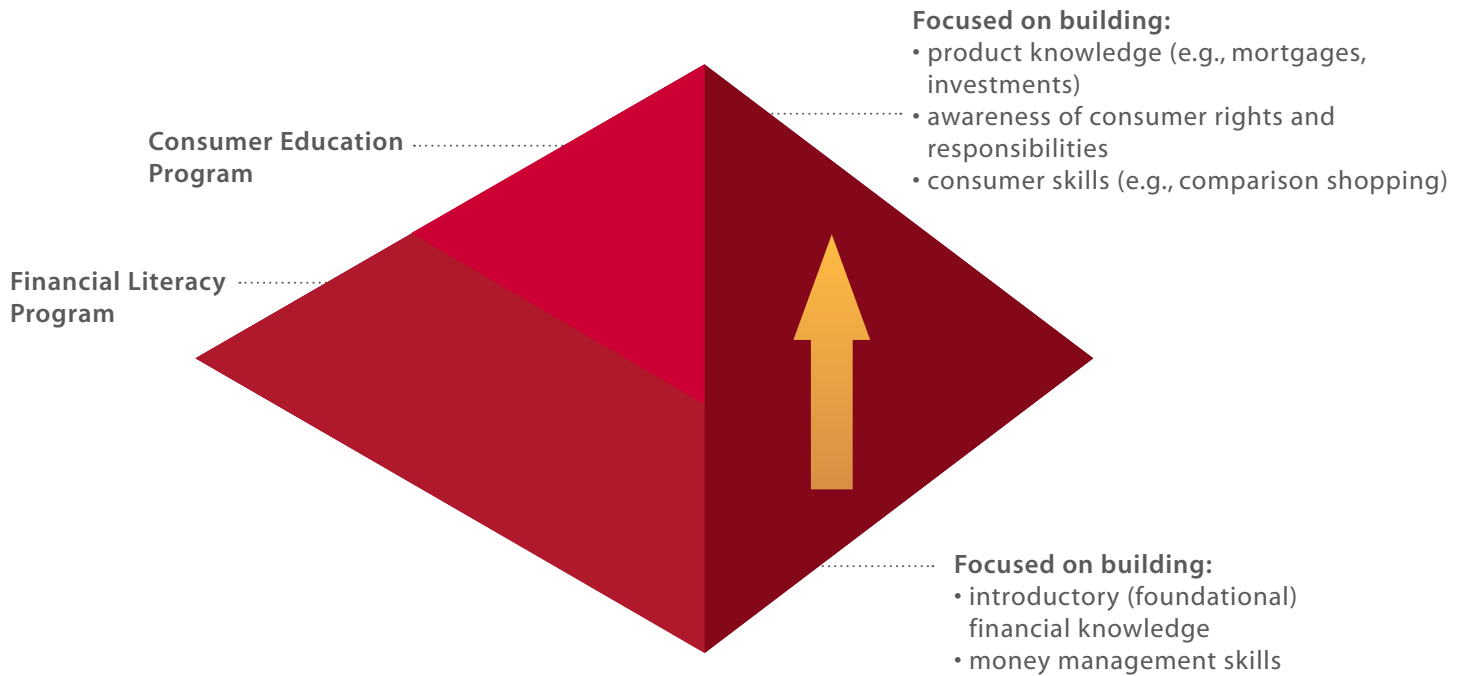 Focused on building:
• product knowledge (e.g., mortgages,
investments)
• awareness of consumer rights and
responsibilities
• consumer skills (e.g., comparison shopping)
Consumer Education
Program
Financial Literacy
Program
Focused on building:
• introductory (foundational)
financial knowledge
• money management skills